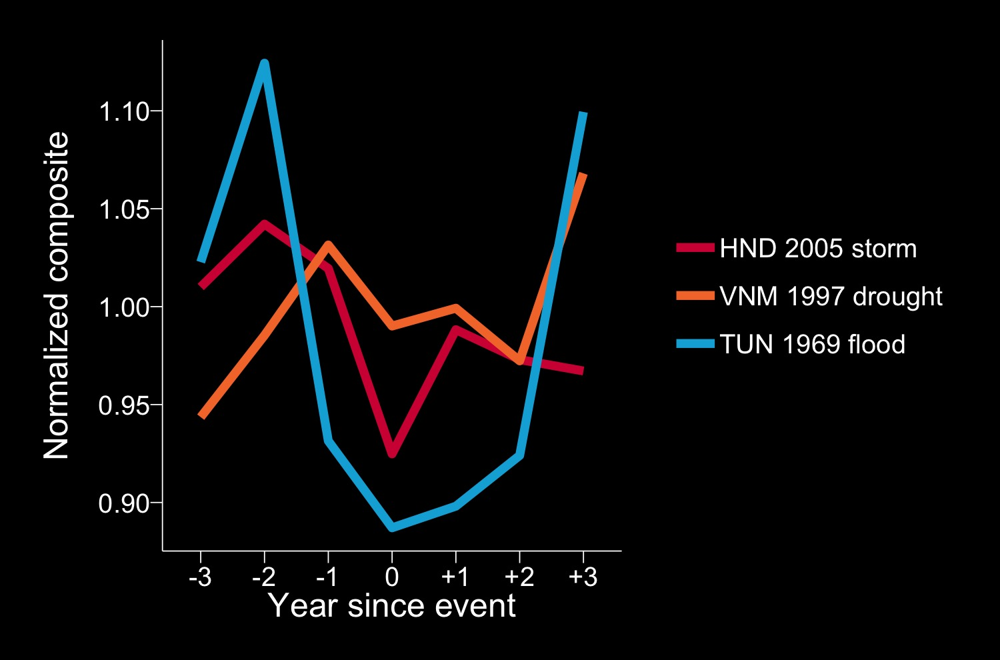 Normalized composite
1.10
1.05
1.00
0.95
0.90
-3 -2 -1 0 +1 +2 +3
Year since event
HND 2005 storm
VNM 1997 drought
TUN 1969 flood